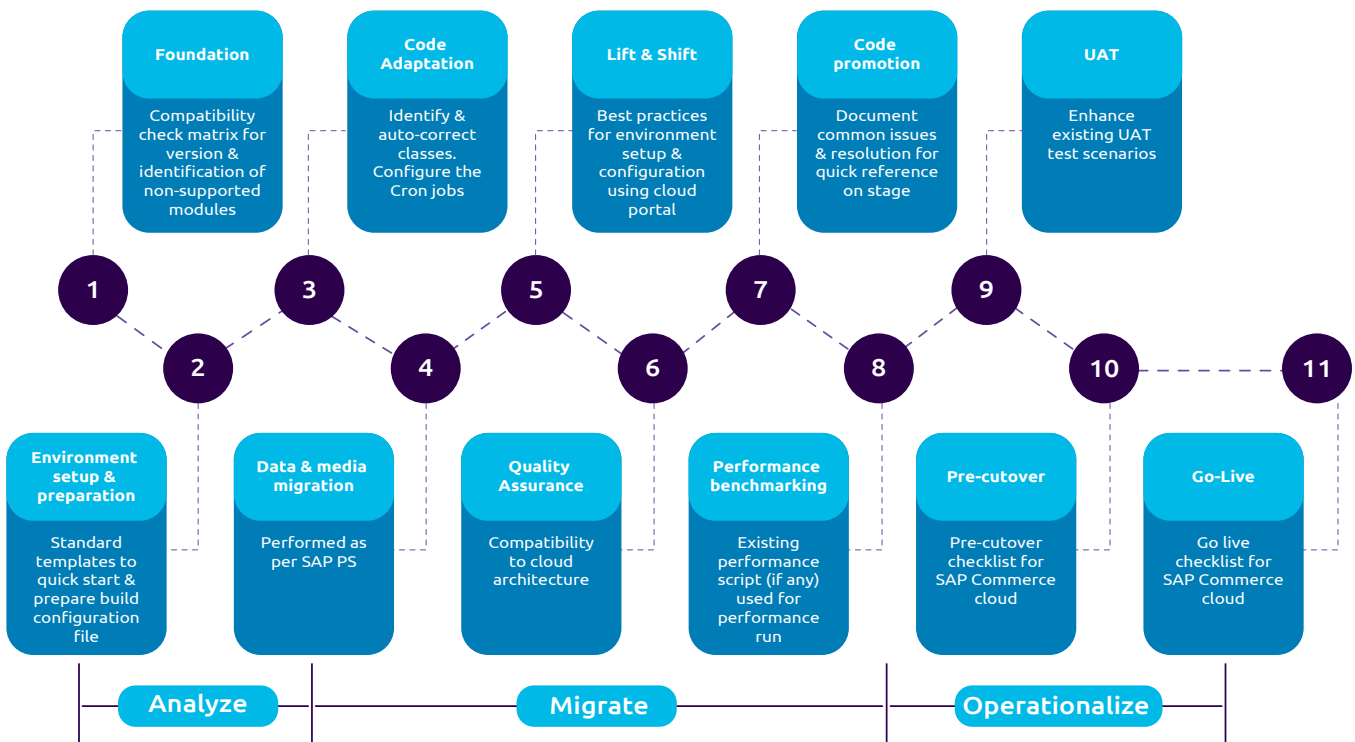 Foundation
Compatibility
check matrix for
version &
identification of
non-supported
modules
Code
Adaptation
Identify &
auto-correct
classes.
Configure the
Cron jobs
Lift & Shift
Best practices
for environment
setup &
configuration
using cloud
portal
Code
promotion
Document
common issues
& resolution for
quick reference
on stage
UAT
Enhance
existing UAT
test scenarios
1
3
5
7
9
2
4
6
8
10
11
Environment
setup &
preparation
Standard
templates to
quick start &
prepare build
configuration
file
Data & media
migration
Performed as
per SAP PS
Quality
Assurance
Compatibility
to cloud
architecture
Performance
benchmarking
Existing
performance
script (if any)
used for
performance
run
Pre-cutover
Pre-cutover
checklist for
SAP Commerce
cloud
Go-Live
Go live
checklist for
SAP Commerce
cloud
Analyze
Migrate
Operationalize